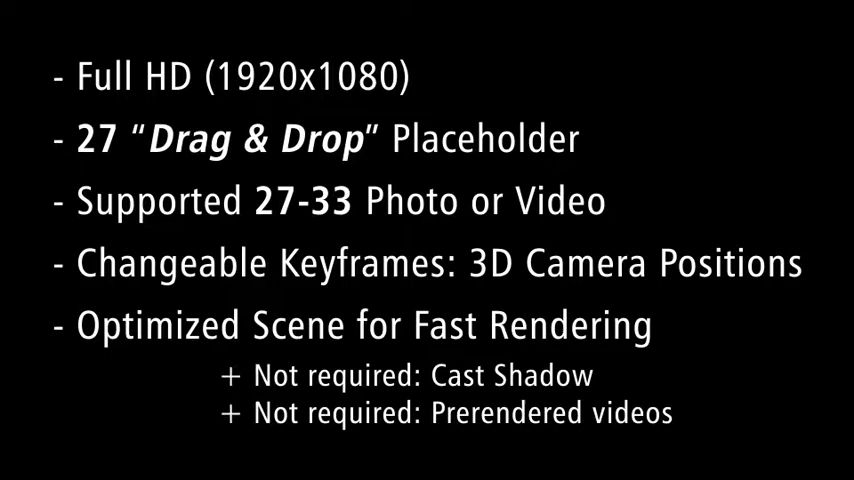 - Full HD (1920x1080)
- 27 “Drag & Drop” Placeholder
- Supported 27-33 Photo or Video
- Changeable Keyframes: 3D Camera Positions
- Optimized Scene for Fast Rendering
+ Not required: Cast Shadow
+ Not required: Prerendered videos